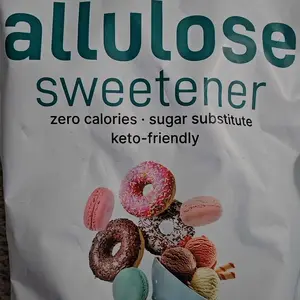 allulose
sweetener
zero calories · sugar substitute
keto-friendly